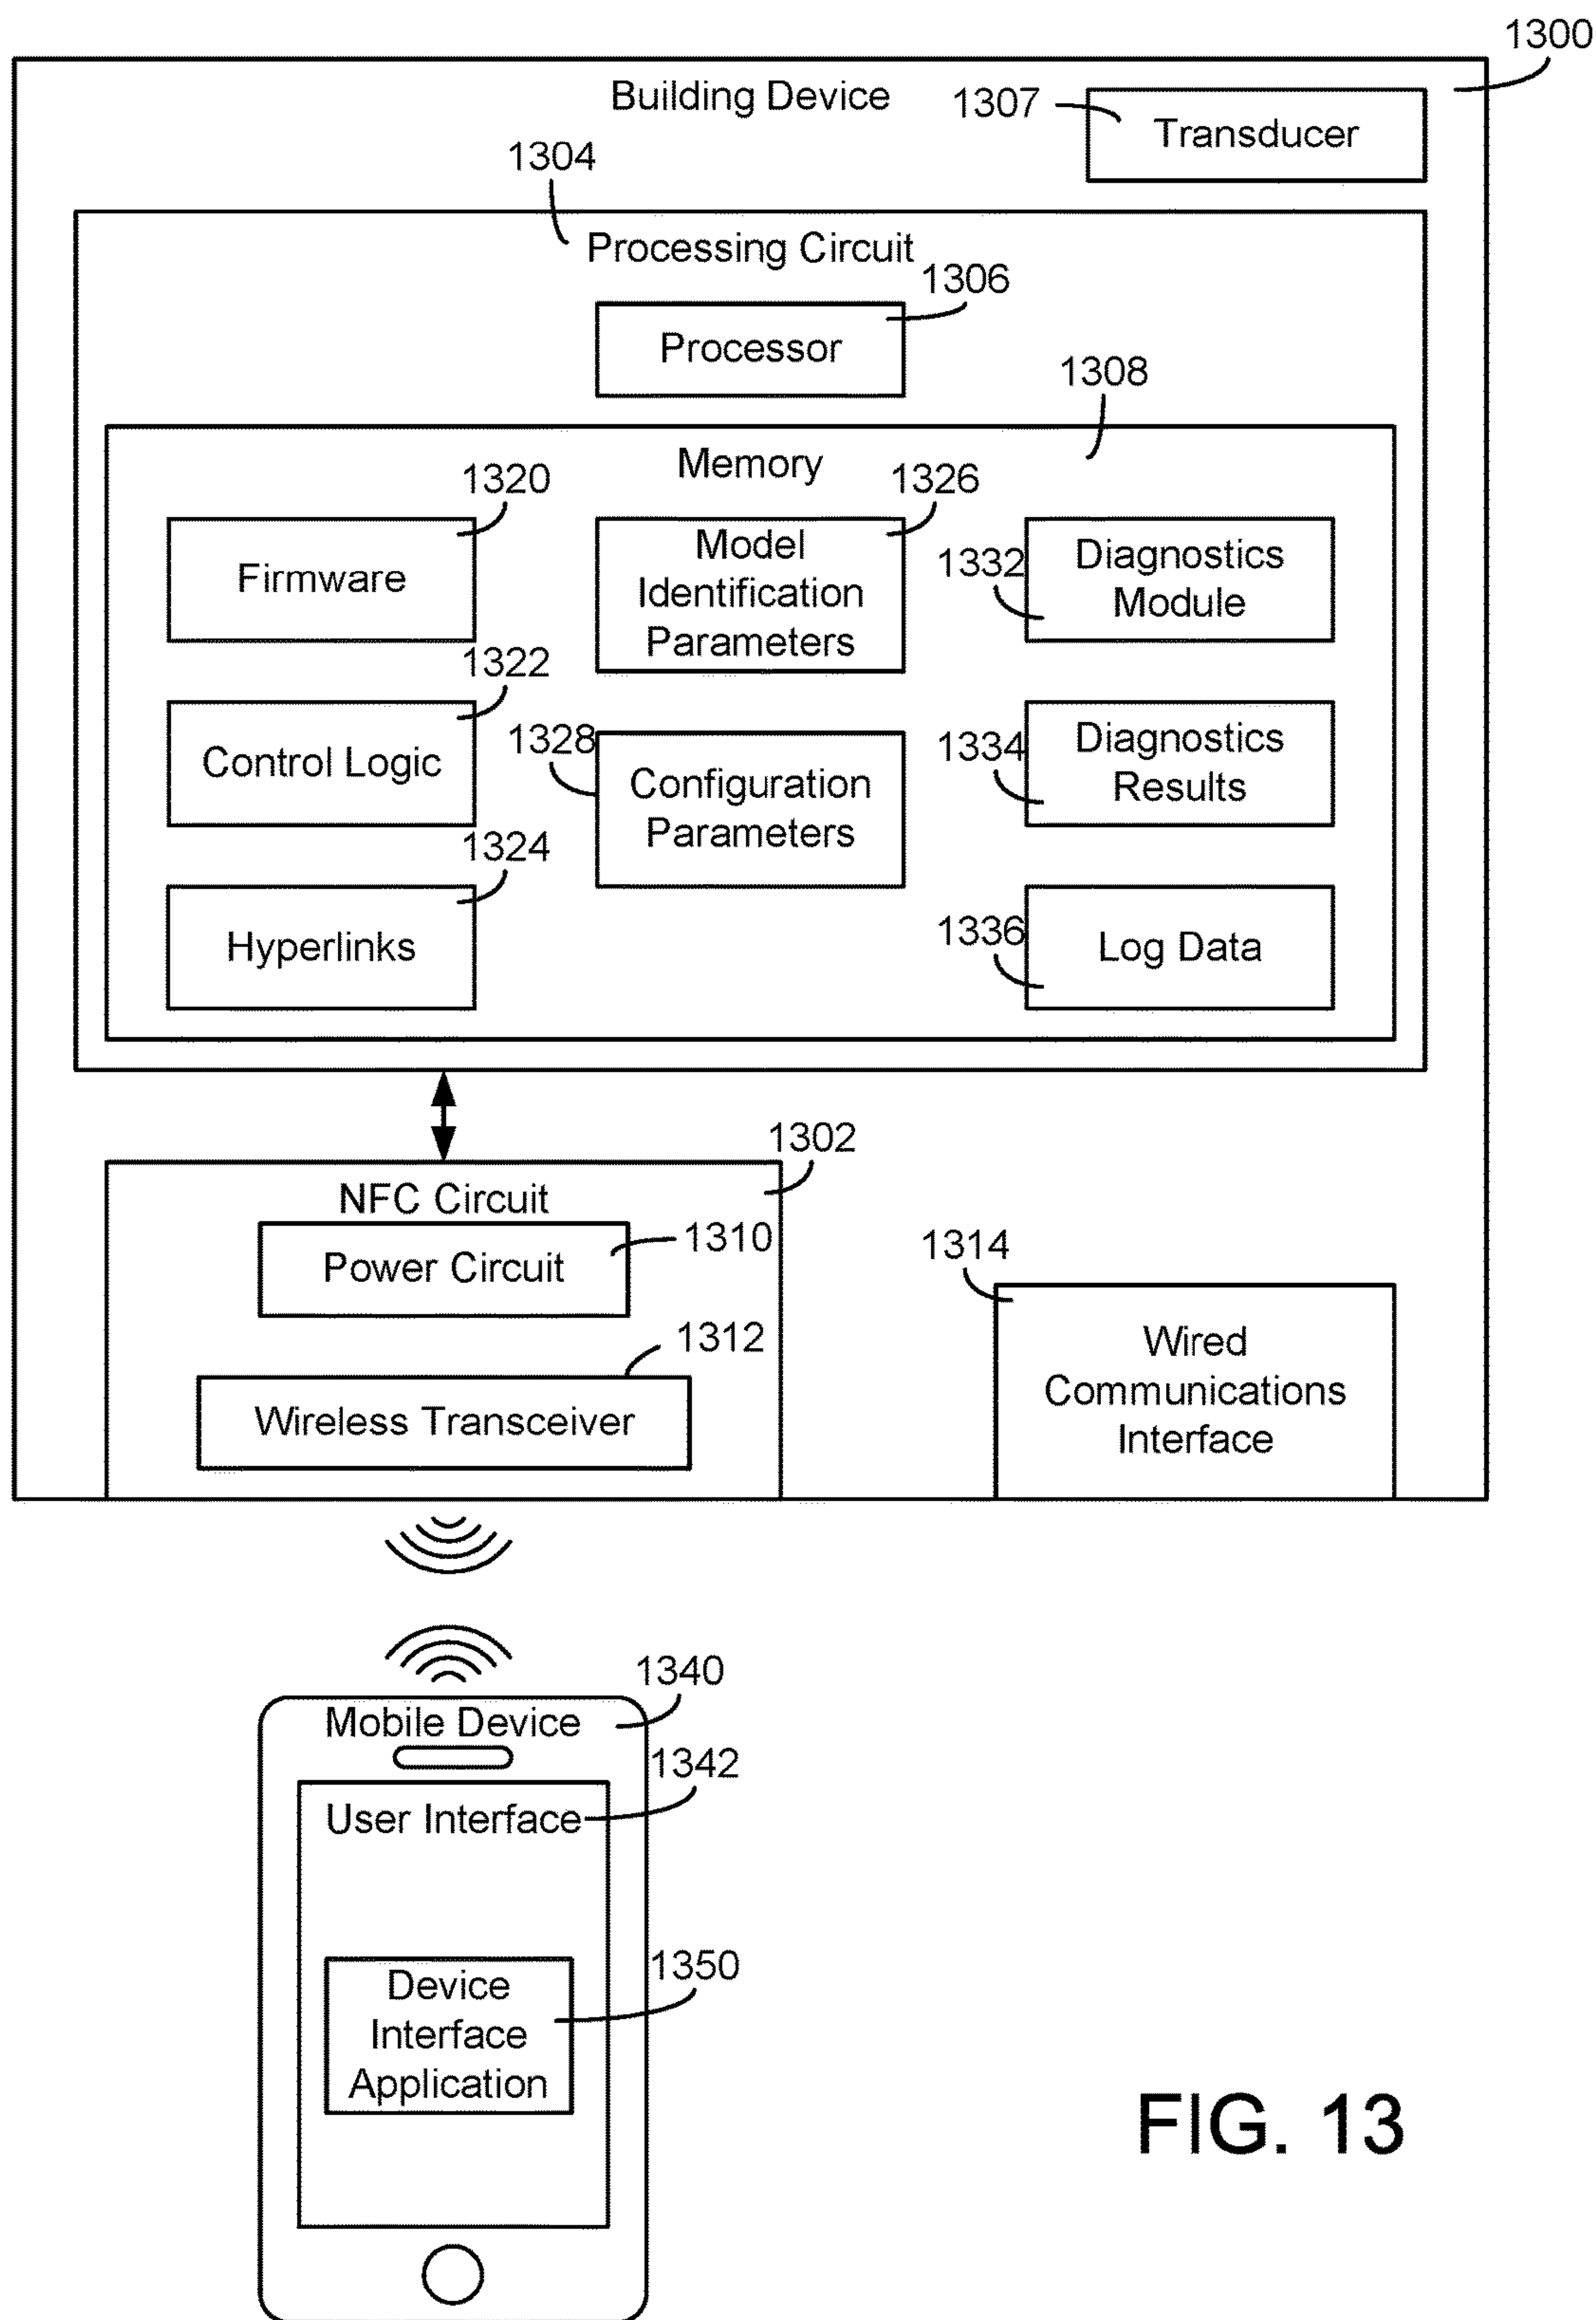 1300
Building Device
1307
Transducer
1304
Processing Circuit
1306
Processor
1308
Memory
1320
Firmware
1326
Model
Identification
Parameters
1332
Diagnostics
Module
1322
Control Logic
1328
Configuration
Parameters
1334
Diagnostics
Results
1324
Hyperlinks
1336
Log Data
1302
NFC Circuit
1310
Power Circuit
1312
Wireless Transceiver
1314
Wired
Communications
Interface
1340
Mobile Device
1342
User Interface
1350
Device
Interface
Application
FIG. 13